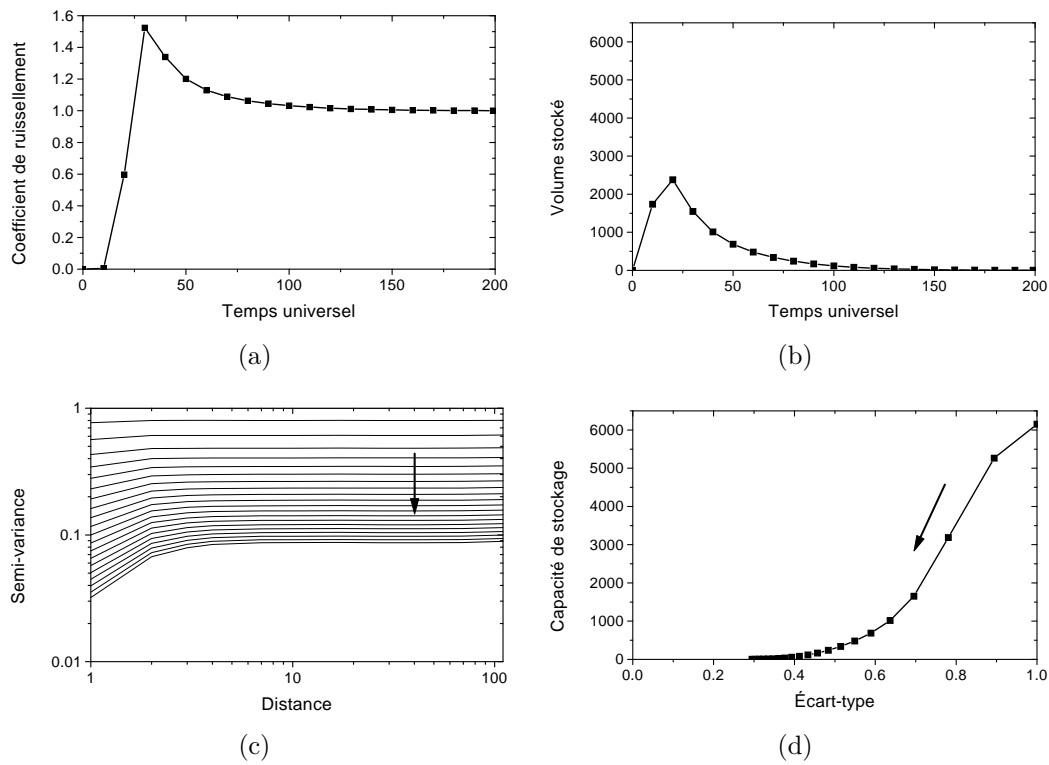 1.6
1.4
1.2
1.0
0.8
0.6
0.4
0.2
0.0
0 50 100 150 200
Coefficient de ruissellement
Temps universel
(a)
6000
5000
4000
3000
2000
1000
0
0 50 100 150 200
Volume stocké
Temps universel
(b)
1
0.1
0.01
1 10 100
Semi-variance
Distance
(c)
6000
5000
4000
3000
2000
1000
0
0.0 0.2 0.4 0.6 0.8 1.0
Capacité de stockage
Écart-type
(d)